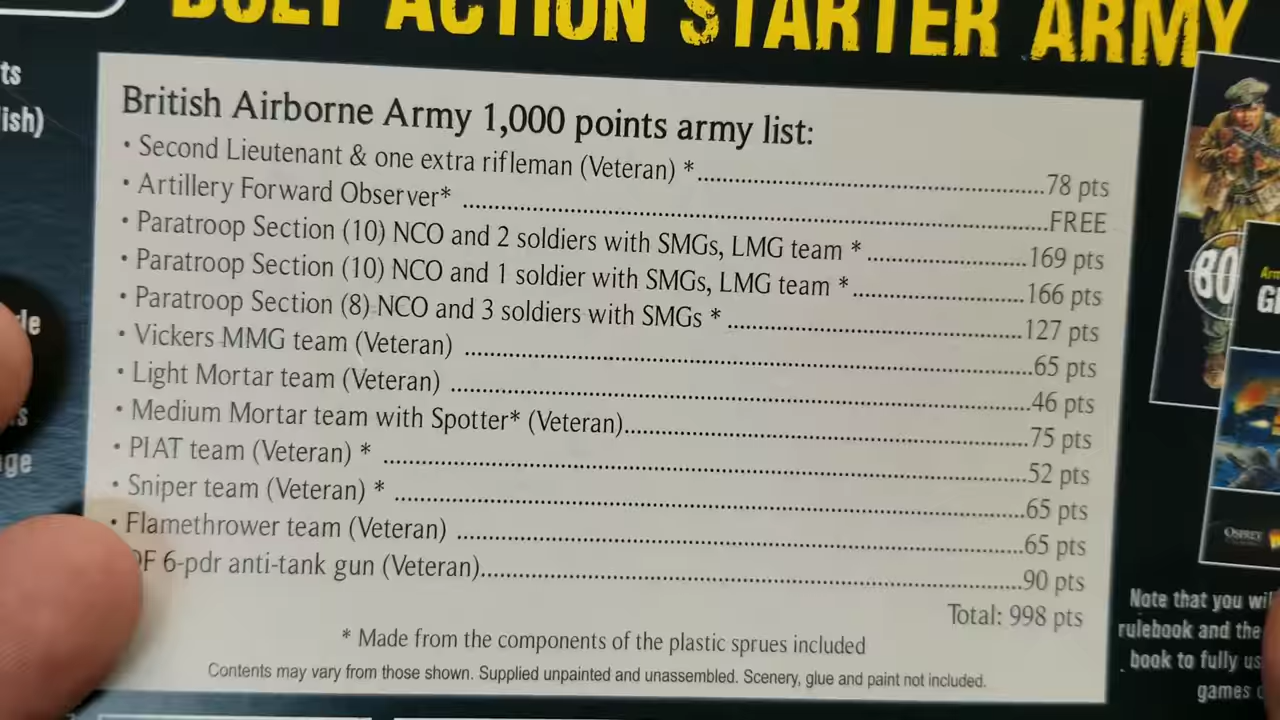 BOLT ACTION STARTER ARMY
ts
ish)
British Airborne Army 1,000 points army list:
• Second Lieutenant & one extra rifleman (Veteran) *....................78 pts
• Artillery Forward Observer* ....................FREE
• Paratroop Section (10) NCO and 2 soldiers with SMGs, LMG team * ....................169 pts
• Paratroop Section (10) NCO and 1 soldier with SMGs, LMG team *....................166 pts
• Paratroop Section (8) NCO and 3 soldiers with SMGs * ....................127 pts
• Vickers MMG team (Veteran) ....................65 pts
• Light Mortar team (Veteran) ....................46 pts
• Medium Mortar team with Spotter* (Veteran)....................75 pts
• PIAT team (Veteran) * ....................52 pts
• Sniper team (Veteran) * ....................65 pts
• Flamethrower team (Veteran) ....................65 pts
QF 6-pdr anti-tank gun (Veteran)....................90 pts
Total: 998 pts
* Made from the components of the plastic sprues included
Contents may vary from those shown. Supplied unpainted and unassembled. Scenery, glue and paint not included.
de
s
ge
BO
OSPREY
Note that you wil
rulebook and the
book to fully us
games o